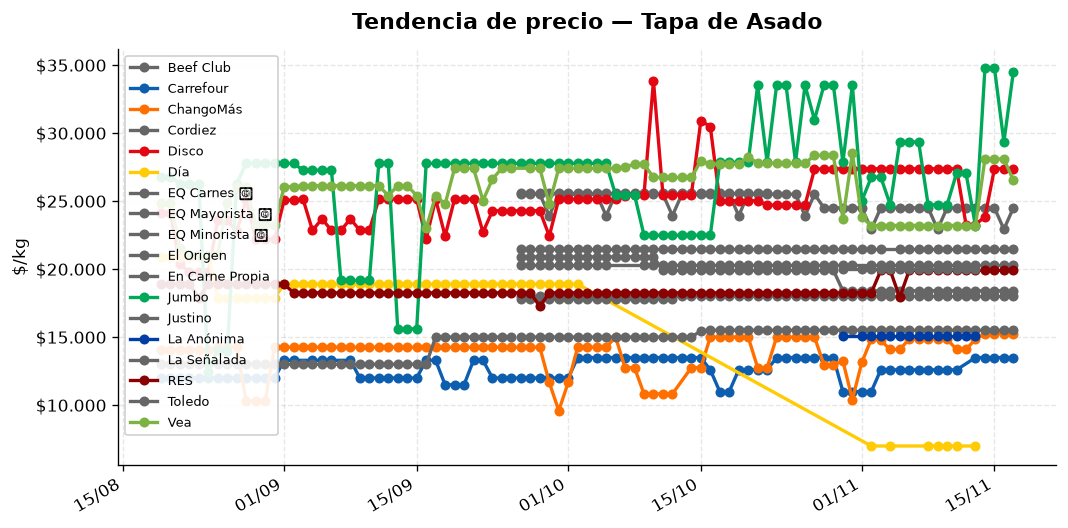 Tendencia de precio — Tapa de Asado
$/kg
$35.000
$30.000
$25.000
$20.000
$15.000
$10.000
Beef Club
Carrefour
ChangoMás
Cordiez
Disco
Día
EQ Carnes
EQ Mayorista
EQ Minorista
El Origen
En Carne Propia
Jumbo
Justino
La Anónima
La Señalada
RES
Toledo
Vea
15/08
01/09
15/09
01/10
15/10
01/11
15/11